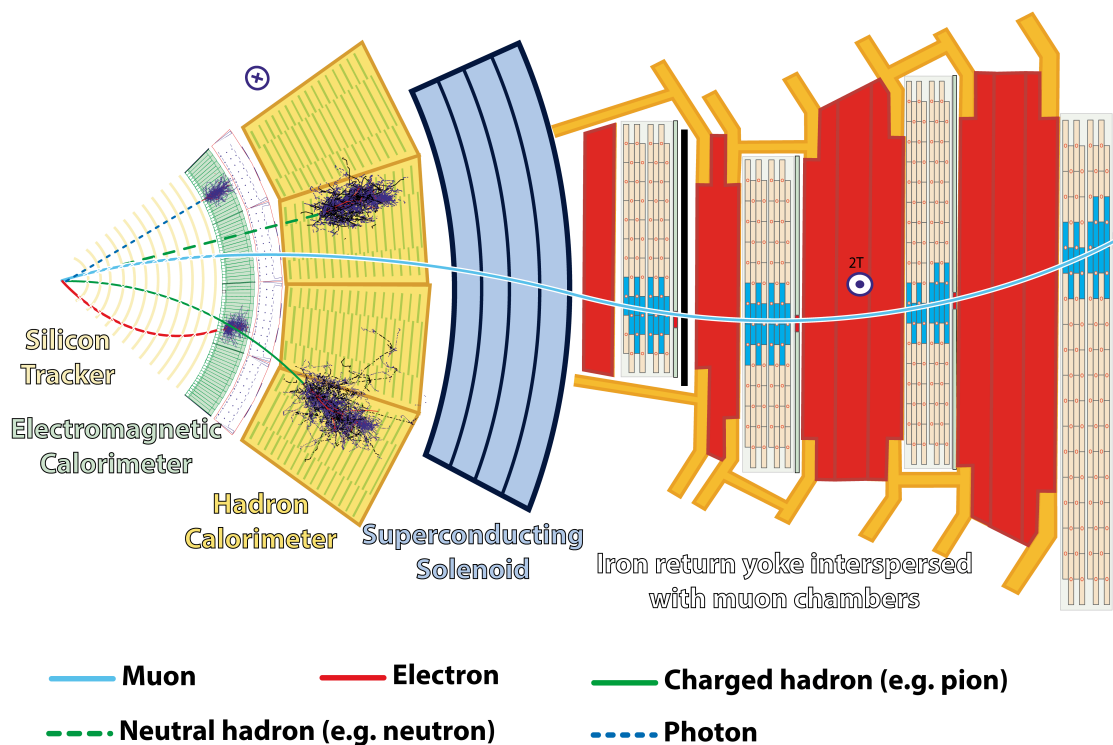 2T
Silicon
Tracker
Electromagnetic
Calorimeter
Hadron
Calorimeter
Superconducting
Solenoid
Iron return yoke interspersed
with muon chambers
Muon
Electron
Charged hadron (e.g. pion)
Neutral hadron (e.g. neutron)
Photon